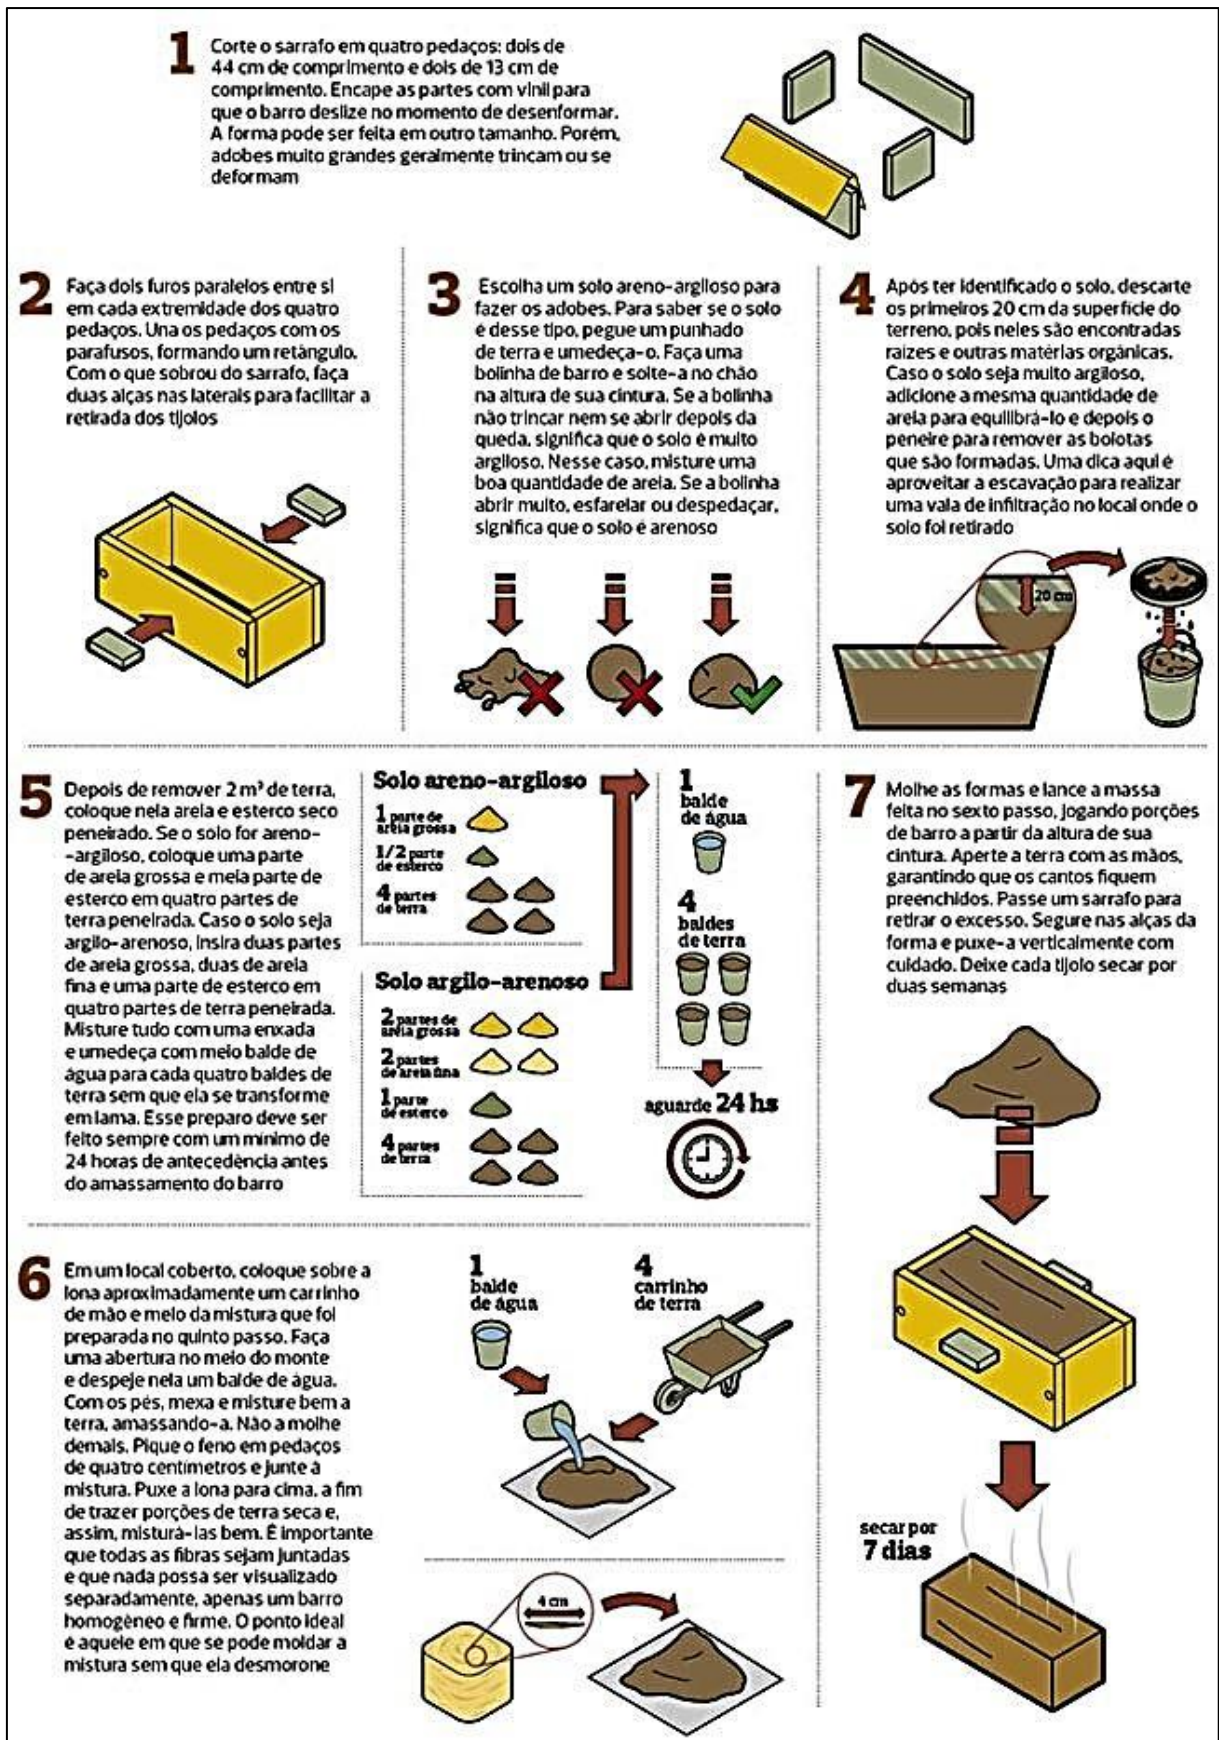 1
Corte o sarrafo em quatro pedaços: dois de
44 cm de comprimento e dois de 13 cm de
comprimento. Encape as partes com vinil para
que o barro deslize no momento de desenformar.
A forma pode ser feita em outro tamanho. Porém,
adobes muito grandes geralmente trincam ou se
deformam
2
Faça dois furos paralelos entre si
em cada extremidade dos quatro
pedaços. Una os pedaços com os
parafusos, formando um retângulo.
Com o que sobrou do sarrafo, faça
duas alças nas laterais para facilitar a
retirada dos tijolos
3
Escolha um solo areno-argiloso para
fazer os adobes. Para saber se o solo
é desse tipo, pegue um punhado
de terra e umedeça-o. Faça uma
bolinha de barro e solte-a no chão
na altura de sua cintura. Se a bolinha
não trincar nem se abrir depois da
queda, significa que o solo é muito
argiloso. Nesse caso, misture uma
boa quantidade de areia. Se a bolinha
abrir muito, esfarelar ou despedaçar,
significa que o solo é arenoso
4
Após ter identificado o solo, descarte
os primeiros 20 cm da superfície do
terreno, pois neles são encontradas
raízes e outras matérias orgânicas.
Caso o solo seja muito argiloso,
adicione a mesma quantidade de
areia para equilibrá-lo e depois o
peneire para remover as bolotas
que são formadas. Uma dica aqui é
aproveitar a escavação para realizar
uma vala de infiltração no local onde o
solo foi retirado
20 cm
5
Depois de remover 2 m³ de terra,
coloque nela areia e esterco seco
peneirado. Se o solo for areno-
-argiloso, coloque uma parte
de areia grossa e meia parte de
esterco em quatro partes de
terra peneirada. Caso o solo seja
argilo-arenoso, insira duas partes
de areia grossa, duas de areia
fina e uma parte de esterco em
quatro partes de terra peneirada.
Misture tudo com uma enxada
e umedeça com meio balde de
água para cada quatro baldes de
terra sem que ela se transforme
em lama. Esse preparo deve ser
feito sempre com um mínimo de
24 horas de antecedência antes
do amassamento do barro
Solo areno-argiloso
1 parte de
areia grossa
1/2 parte
de esterco
4 partes
de terra
Solo argilo-arenoso
2 partes de
areia grossa
2 partes
de areia fina
1 parte
de esterco
4 partes
de terra
1
balde
de água
4
baldes
de terra
aguarde 24 hs
6
Em um local coberto, coloque sobre a
lona aproximadamente um carrinho
de mão e meio da mistura que foi
preparada no quinto passo. Faça
uma abertura no meio do monte
e despeje nela um balde de água.
Com os pés, mexa e misture bem a
terra, amassando-a. Não a molhe
demais. Pique o feno em pedaços
de quatro centímetros e junte à
mistura. Puxe a lona para cima, a fim
de trazer porções de terra seca e,
assim, misturá-las bem. É importante
que todas as fibras sejam juntadas
e que nada possa ser visualizado
separadamente, apenas um barro
homogêneo e firme. O ponto ideal
é aquele em que se pode moldar a
mistura sem que ela desmorone
1
balde
de água
4
carrinho
de terra
4 cm
7
Molhe as formas e lance a massa
feita no sexto passo, jogando porções
de barro a partir da altura de sua
cintura. Aperte a terra com as mãos,
garantindo que os cantos fiquem
preenchidos. Passe um sarrafo para
retirar o excesso. Segure nas alças da
forma e puxe-a verticalmente com
cuidado. Deixe cada tijolo secar por
duas semanas
secar por
7 dias